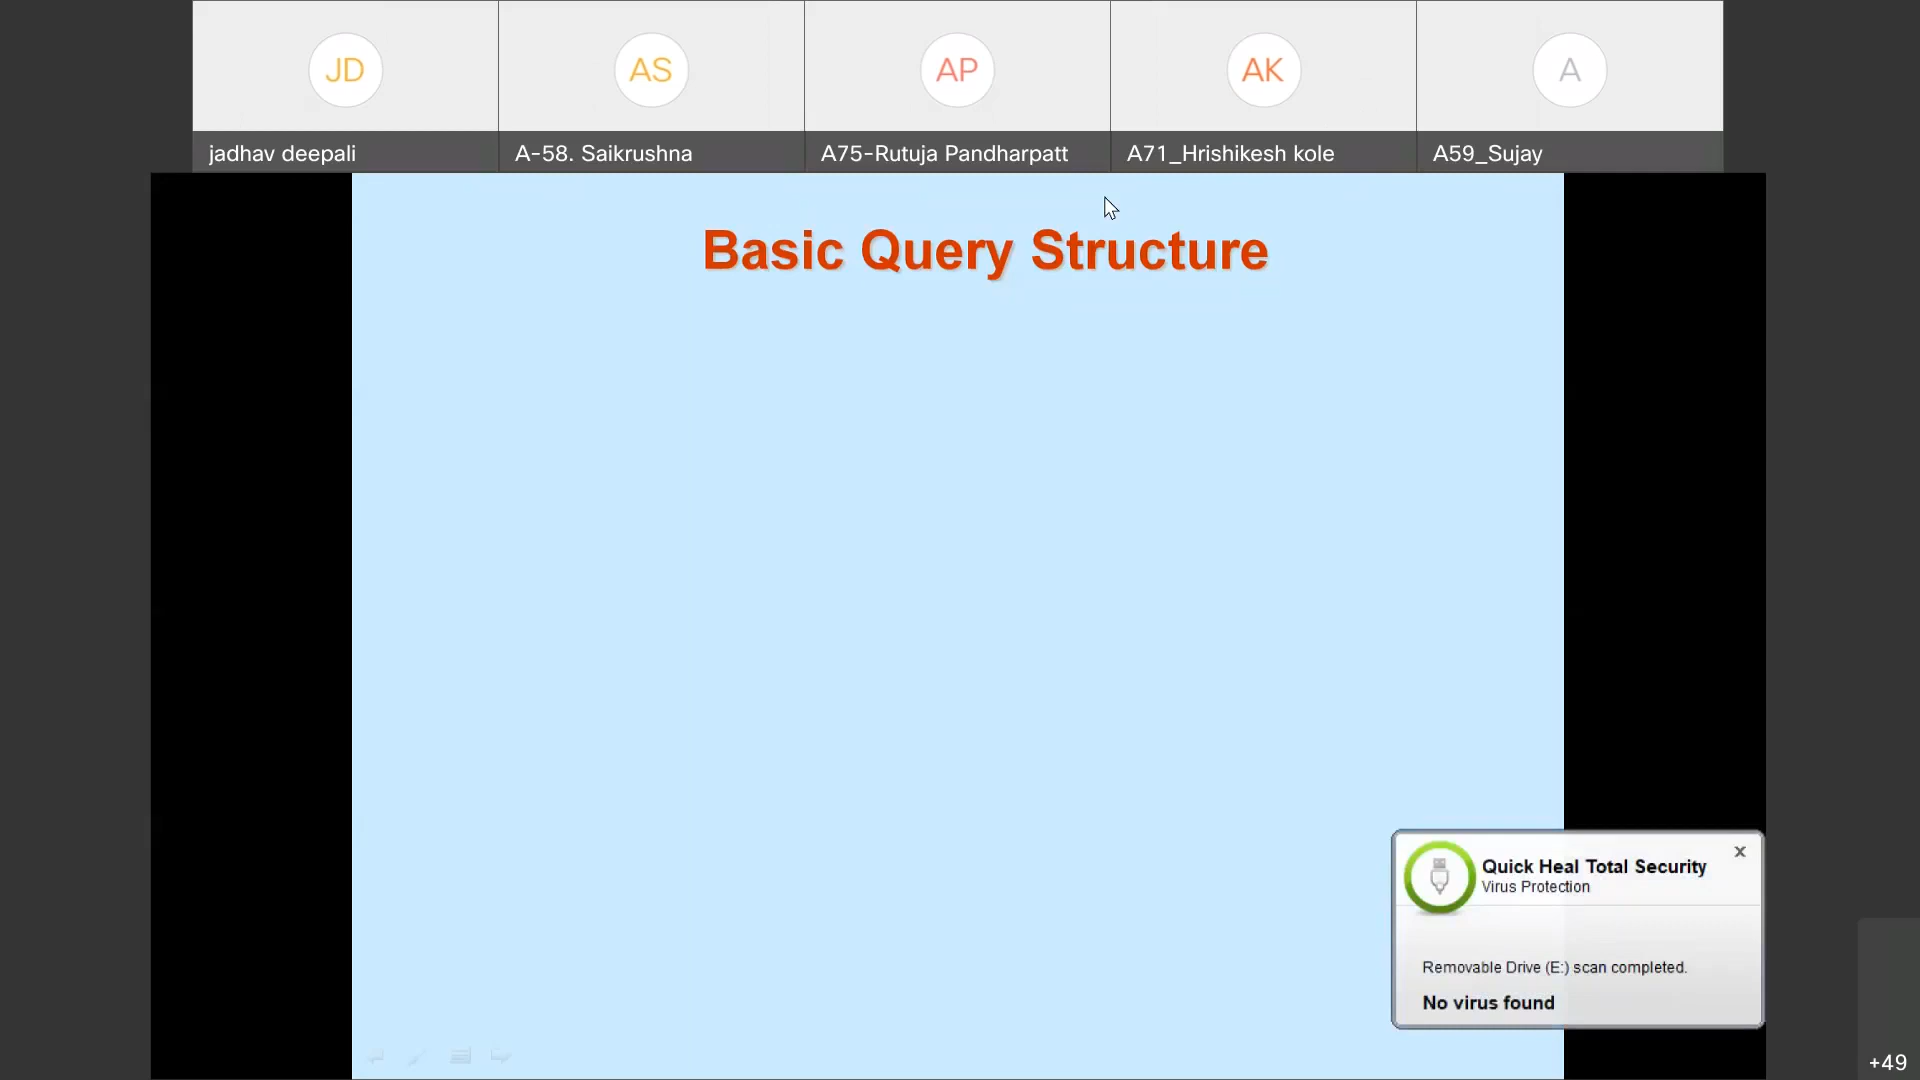 JD
AS
AP
AK
A
jadhav deepali
A-58. Saikrushna
A75-Rutuja Pandharpatt
A71_Hrishikesh kole
A59_Sujay
Basic Query Structure
Quick Heal Total Security
Virus Protection
Removable Drive (E:) scan completed.
No virus found
+49